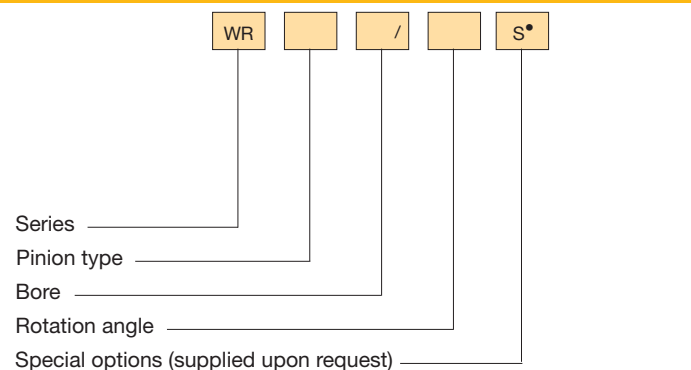 WR / S•
Series
Pinion type
Bore
Rotation angle
Special options (supplied upon request)